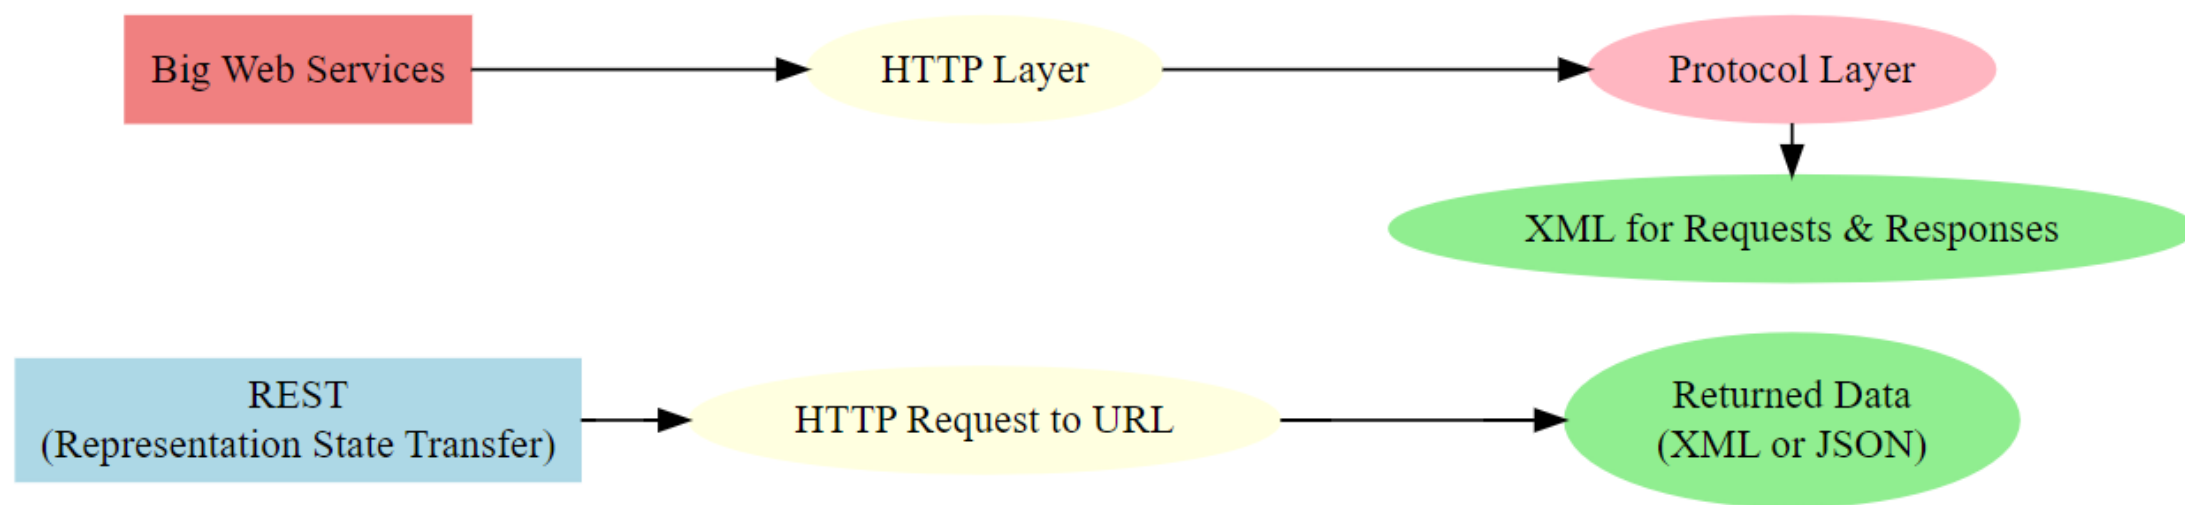 Big Web Services
HTTP Layer
Protocol Layer
XML for Requests & Responses
REST
(Representation State Transfer)
HTTP Request to URL
Returned Data
(XML or JSON)